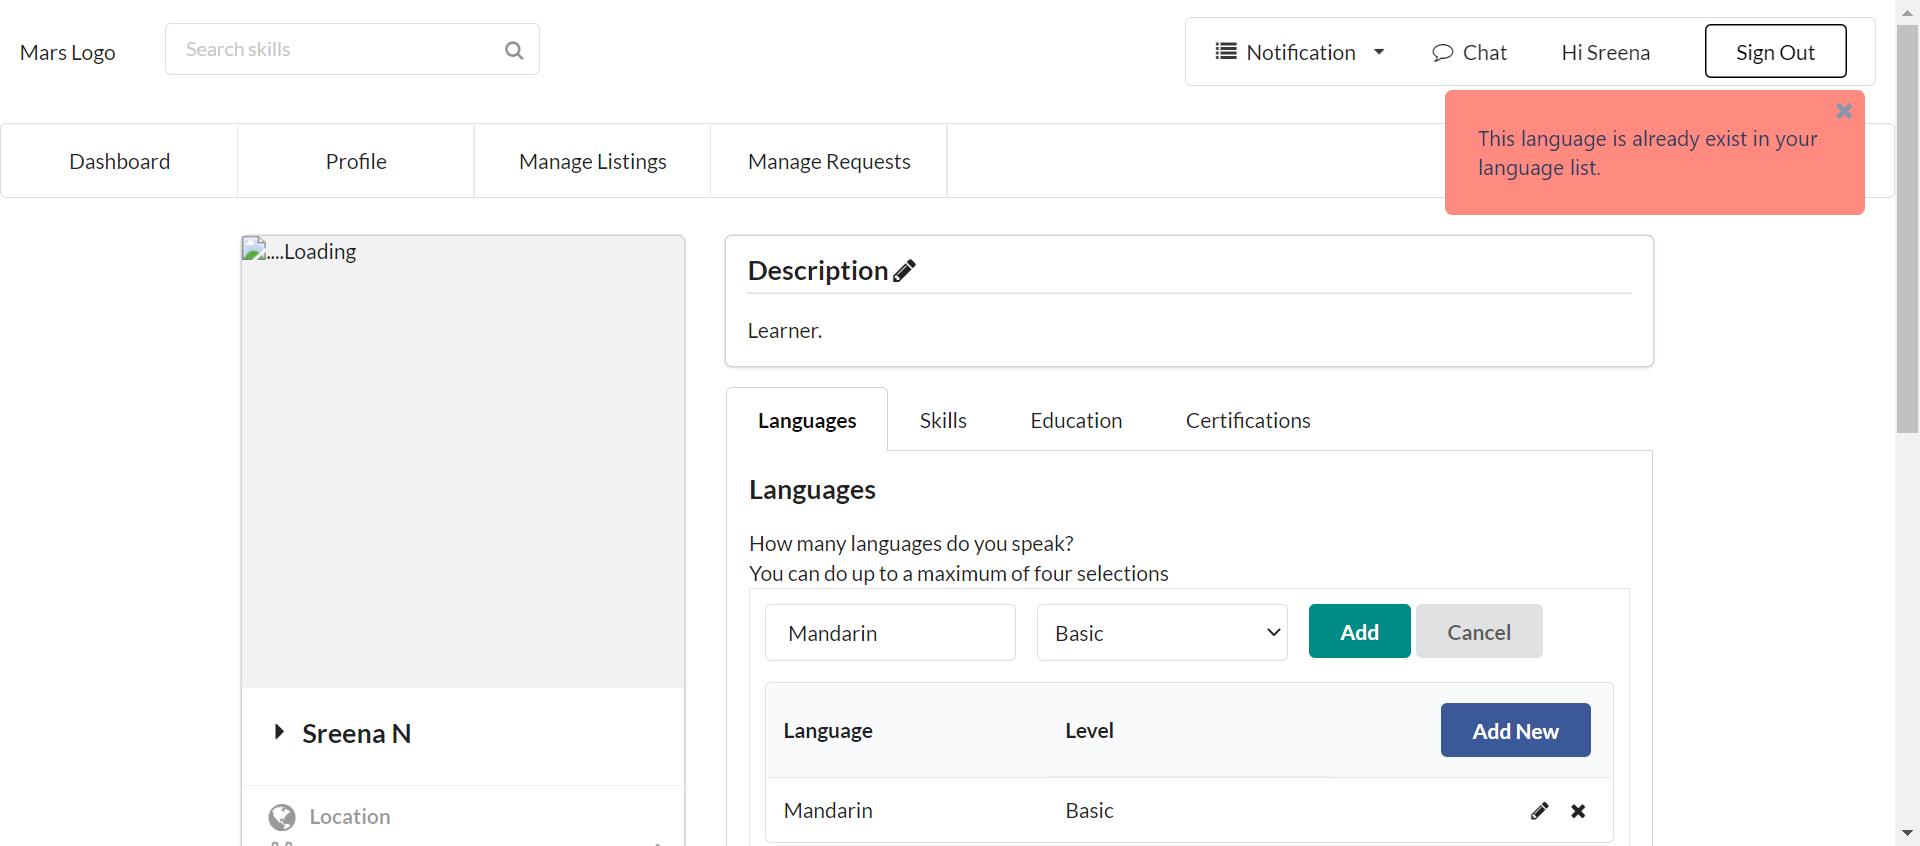 Mars Logo
Search skills
Notification
Chat
Hi Sreena
Sign Out
This language is already exist in your
language list.
Dashboard
Profile
Manage Listings
Manage Requests
....Loading
Description
Learner.
Languages
Skills
Education
Certifications
Languages
How many languages do you speak?
You can do up to a maximum of four selections
Mandarin
Basic
Add
Cancel
Language
Level
Add New
Mandarin
Basic
Sreena N
Location